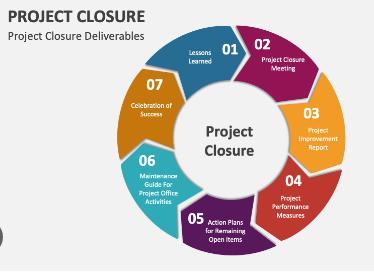 PROJECT CLOSURE
Project Closure Deliverables
01
Lessons
Learned
02
Project Closure
Meeting
03
Project
Improvement
Report
04
Project
Performance
Measures
05
Action Plans
for Remaining
Open Items
06
Maintenance
Guide For
Project Office
Activities
07
Celebration of
Success
Project
Closure